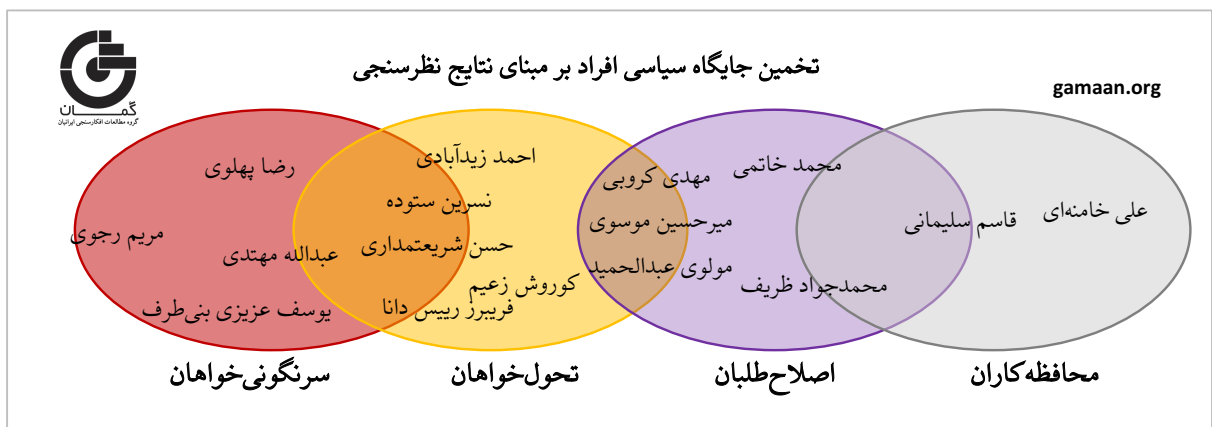 تخمین جایگاه سیاسی افراد بر مبنای نتایج نظرسنجی
gamaan.org
گمــــان
گروه مطالعات افکارسنجی ایرانیان
علی خامنه‌ای
قاسم سلیمانی
محمد خاتمی
محمدجواد ظریف
مهدی کروبی
میرحسین موسوی
مولوی عبدالحمید
احمد زیدآبادی
نسرین ستوده
حسن شریعتمداری
کوروش زعیم
فریبرز رییس دانا
رضا پهلوی
مریم رجوی
عبدالله مهتدی
یوسف عزیزی بنی‌طرف
محافظه‌کاران
اصلاح‌طلبان
تحول‌خواهان
سرنگونی‌خواهان